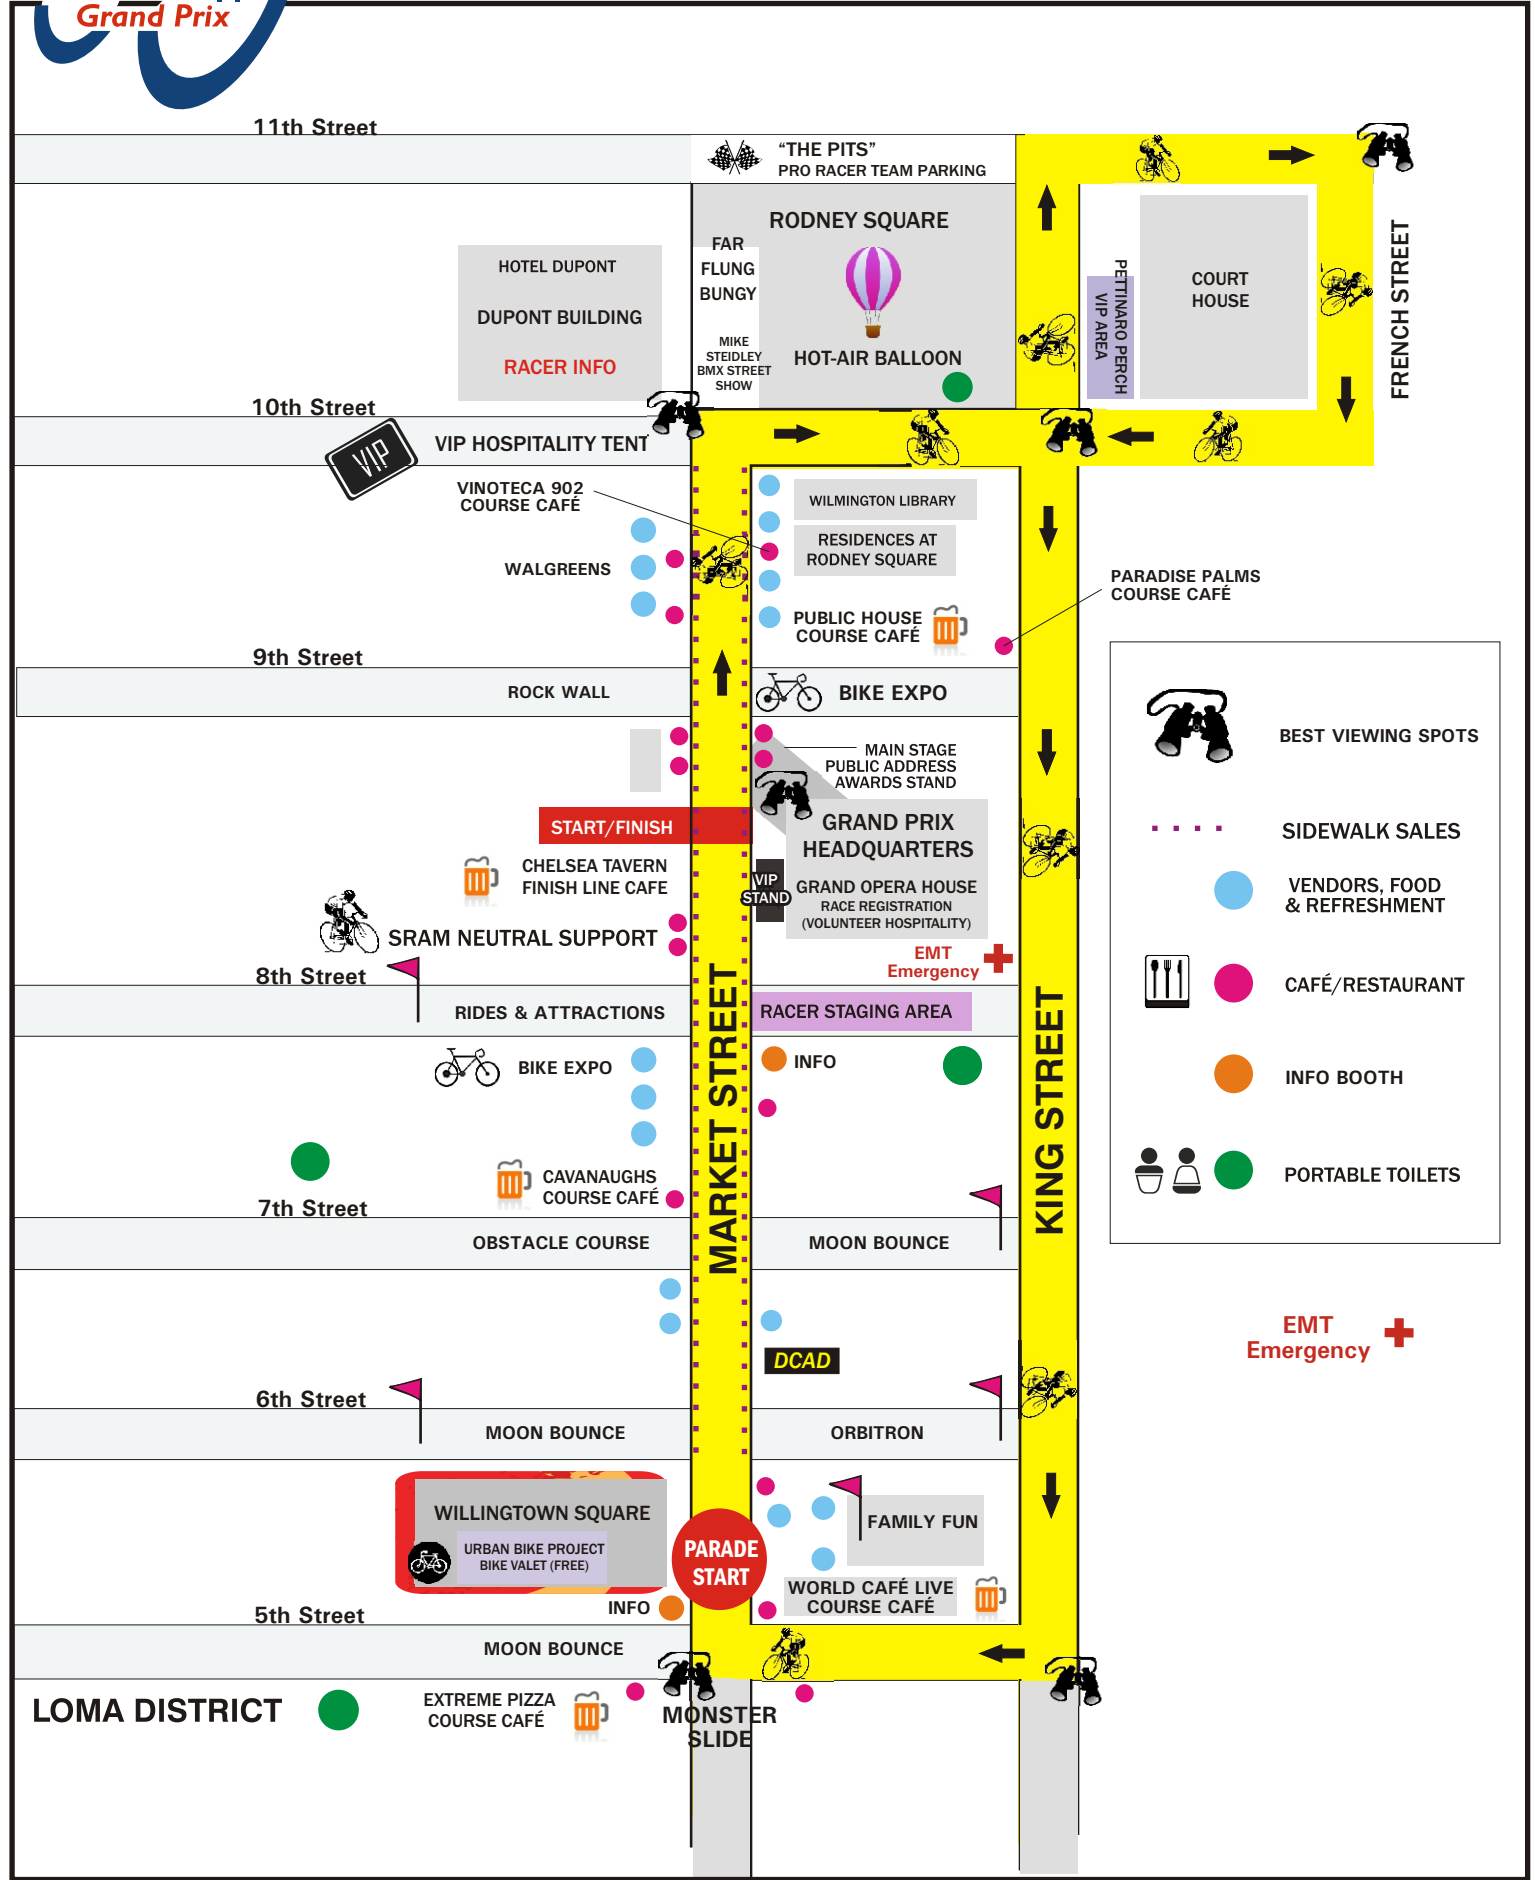 Grand Prix
11th Street
"THE PITS"
PRO RACER TEAM PARKING
RODNEY SQUARE
FAR
FLUNG
BUNGY
HOTEL DUPONT
DUPONT BUILDING
RACER INFO
MIKE
STEIDLEY
BMX STREET
SHOW
HOT-AIR BALLOON
PETTINARO PERCH
VIP AREA
COURT
HOUSE
FRENCH STREET
10th Street
VIP
VIP HOSPITALITY TENT
VINOTECA 902
COURSE CAFÉ
WILMINGTON LIBRARY
RESIDENCES AT
RODNEY SQUARE
WALGREENS
PUBLIC HOUSE
COURSE CAFÉ
PARADISE PALMS
COURSE CAFÉ
9th Street
ROCK WALL
BIKE EXPO
MAIN STAGE
PUBLIC ADDRESS
AWARDS STAND
START/FINISH
GRAND PRIX
HEADQUARTERS
GRAND OPERA HOUSE
RACE REGISTRATION
(VOLUNTEER HOSPITALITY)
CHELSEA TAVERN
FINISH LINE CAFE
VIP
STAND
SRAM NEUTRAL SUPPORT
EMT
Emergency
8th Street
RIDES & ATTRACTIONS
RACER STAGING AREA
MARKET STREET
KING STREET
BIKE EXPO
INFO
CAVANAUGHS
COURSE CAFÉ
7th Street
OBSTACLE COURSE
MOON BOUNCE
DCAD
6th Street
MOON BOUNCE
ORBITRON
WILLINGTOWN SQUARE
URBAN BIKE PROJECT
BIKE VALET (FREE)
PARADE
START
FAMILY FUN
WORLD CAFÉ LIVE
COURSE CAFÉ
INFO
5th Street
MOON BOUNCE
LOMA DISTRICT
EXTREME PIZZA
COURSE CAFÉ
MONSTER
SLIDE
BEST VIEWING SPOTS
SIDEWALK SALES
VENDORS, FOOD
& REFRESHMENT
CAFÉ/RESTAURANT
INFO BOOTH
PORTABLE TOILETS
EMT
Emergency